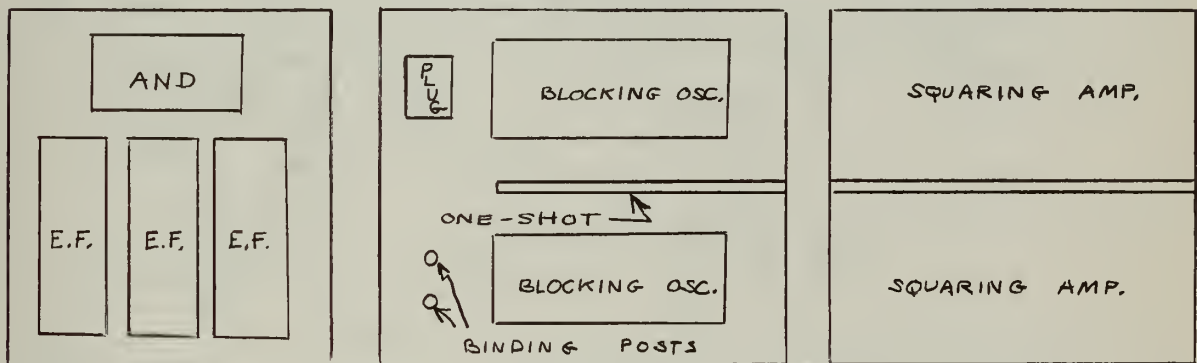 AND
E.F.
E.F.
E.F.
PLUG
BLOCKING OSC.
ONE-SHOT
BLOCKING OSC.
BINDING POSTS
SQUARING AMP.
SQUARING AMP.